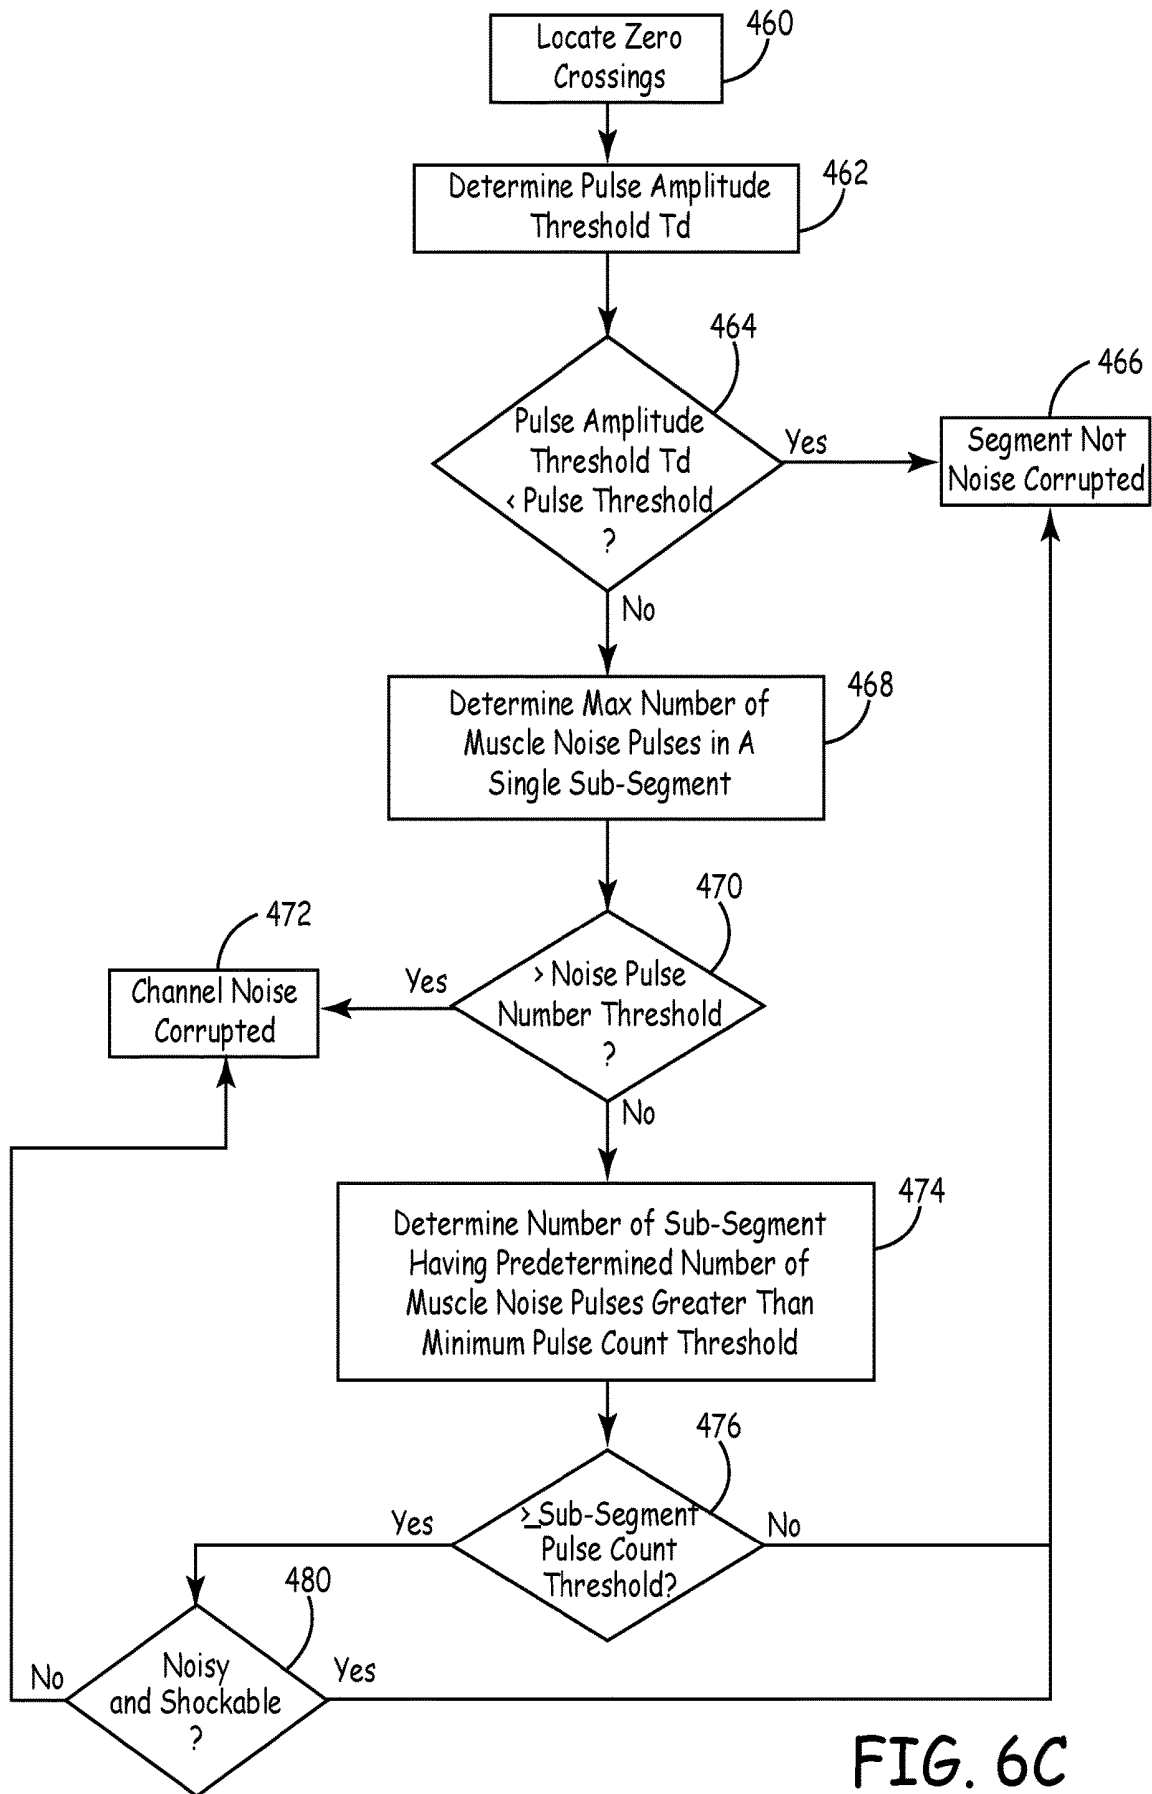 460
Locate Zero
Crossings
462
Determine Pulse Amplitude
Threshold Td
464
Pulse Amplitude
Threshold Td
< Pulse Threshold
?
Yes
466
Segment Not
Noise Corrupted
No
468
Determine Max Number of
Muscle Noise Pulses in A
Single Sub-Segment
470
> Noise Pulse
Number Threshold
?
Yes
472
Channel Noise
Corrupted
No
474
Determine Number of Sub-Segment
Having Predetermined Number of
Muscle Noise Pulses Greater Than
Minimum Pulse Count Threshold
476
≥ Sub-Segment
Pulse Count
Threshold?
Yes
No
480
Noisy
and Shockable
?
No
Yes
FIG. 6C